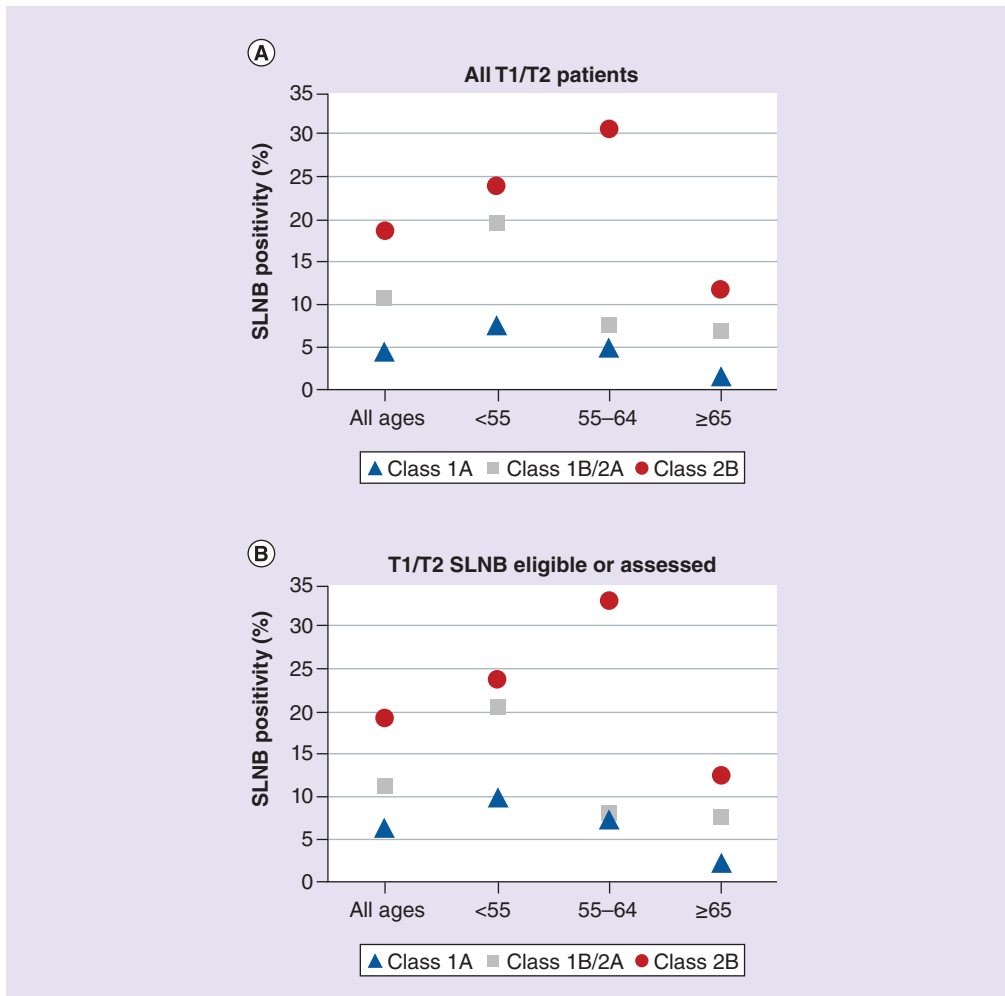 A
All T1/T2 patients
SLNB positivity (%)
35
30
25
20
15
10
5
0
All ages <55 55–64 ≥65
Class 1A Class 1B/2A Class 2B
B
T1/T2 SLNB eligible or assessed
SLNB positivity (%)
35
30
25
20
15
10
5
0
All ages <55 55–64 ≥65
Class 1A Class 1B/2A Class 2B